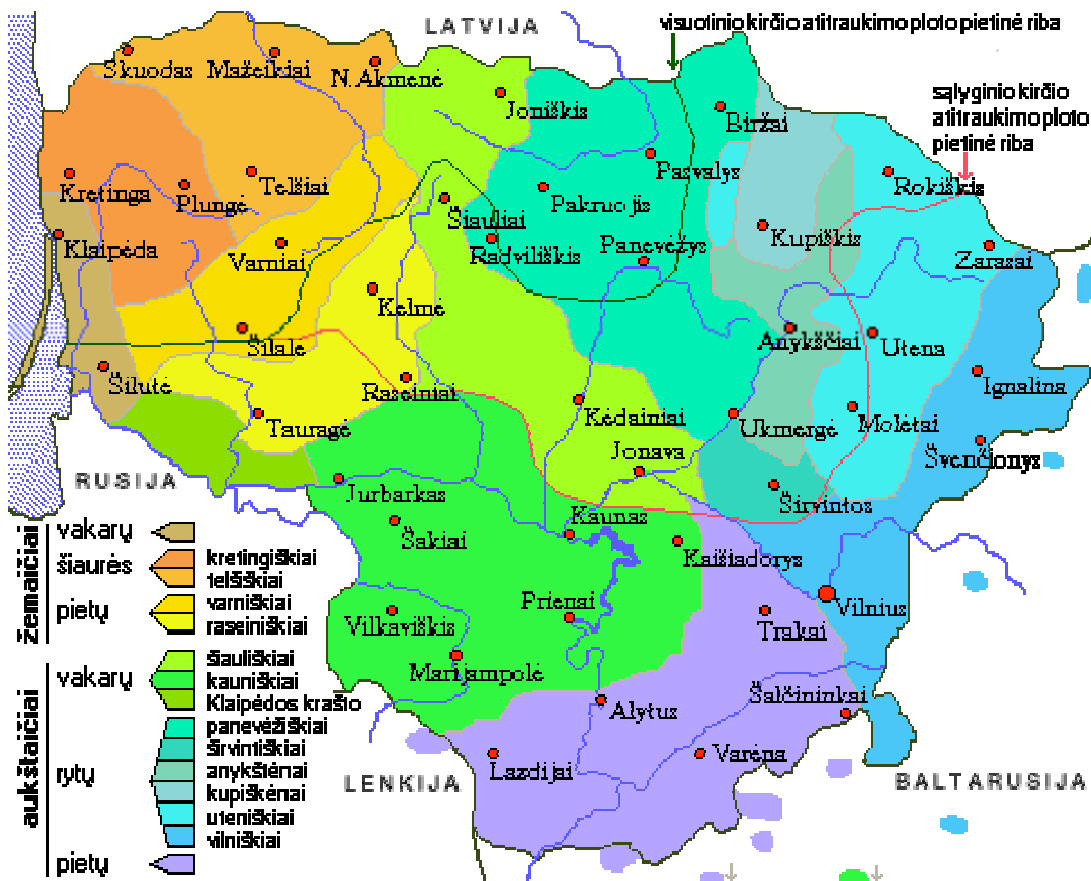 LATVIJA
visuotinio kirčio atitraukimo ploto pietinė riba
Skuodas
Mažeikiai
N.Akmenė
Joniškis
Biržai
sąlyginio kirčio
atitraukimo ploto
pietinė riba
Kretinga
Plungė
Telšiai
Pasvalys
Pakruojis
Rokiškis
Šiauliai
Radviliškis
Panevėžys
Kupiškis
Zarasai
Klaipėda
Varniai
Kelmė
Šilalė
Anykščiai
Utena
Šilutė
Raseiniai
Ignalina
Tauragė
Kėdainiai
Ukmergė
Molėtai
Jonava
Švenčionys
RUSIJA
Jurbarkas
Širvintos
Šakiai
Kaunas
Kaišiadorys
Vilkaviškis
Prienai
Trakai
Vilnius
Marijampolė
Alytus
Šalčininkai
Lazdijai
Varėna
LENKIJA
BALTARUSIJA
žemaičiai
vakarų
šiaurės
kretingiškiai
telšiškiai
pietų
varniškiai
raseiniškiai
aukštaičiai
vakarų
šiauliškiai
kauniškiai
Klaipėdos krašto
rytų
panevėžiškiai
širvintiškiai
anykštėnai
kupiškėnai
uteniškiai
vilniškiai
pietų